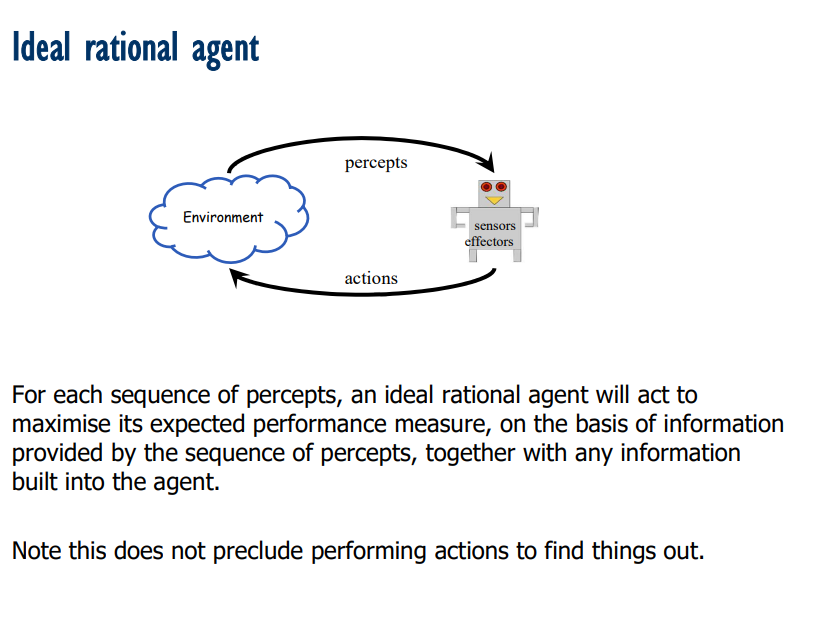 Ideal rational agent
percepts
Environment
sensors
effectors
actions
For each sequence of percepts, an ideal rational agent will act to
maximise its expected performance measure, on the basis of information
provided by the sequence of percepts, together with any information
built into the agent.
Note this does not preclude performing actions to find things out.